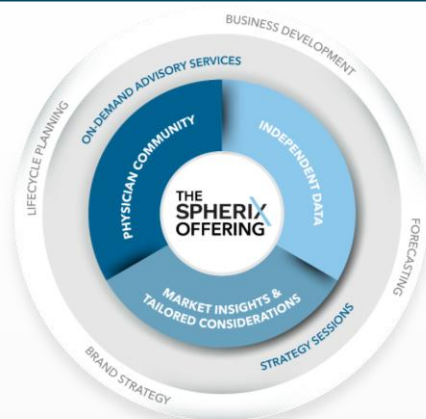 BUSINESS DEVELOPMENT
ON-DEMAND ADVISORY SERVICES
LIFECYCLE PLANNING
PHYSICIAN COMMUNITY
INDEPENDENT DATA
THE
SPHERIX
OFFERING
FORECASTING
MARKET INSIGHTS &
TAILORED CONSIDERATIONS
STRATEGY SESSIONS
BRAND STRATEGY